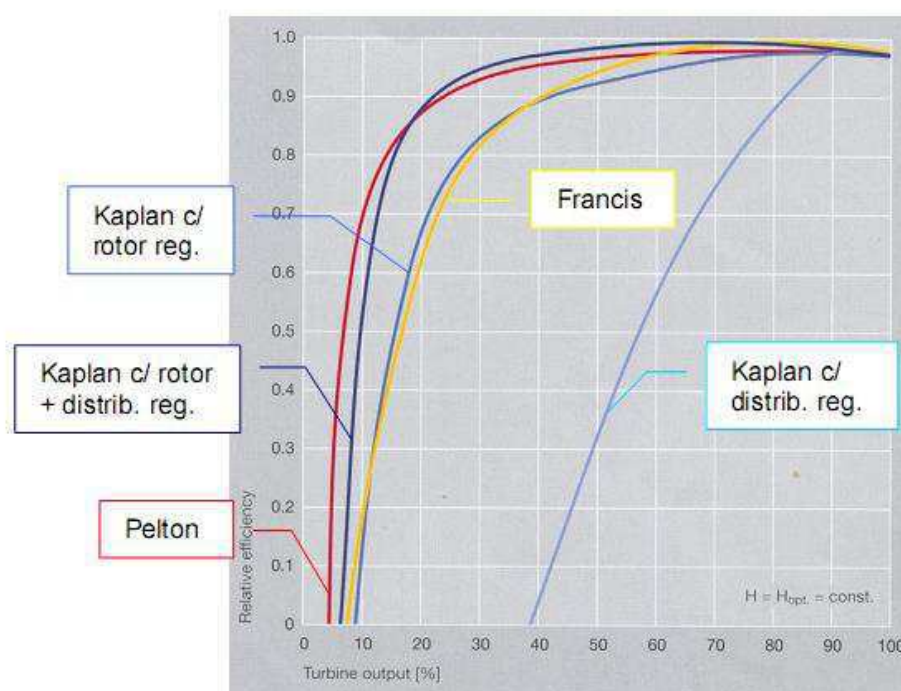 1.0
0.9
0.8
0.7
0.6
0.5
0.4
0.3
0.2
0.1
0
Relative efficiency
0 10 20 30 40 50 60 70 80 90 100
Turbine output [%]
H = Hopt. = const.
Kaplan c/
rotor reg.
Francis
Kaplan c/ rotor
+ distrib. reg.
Kaplan c/
distrib. reg.
Pelton